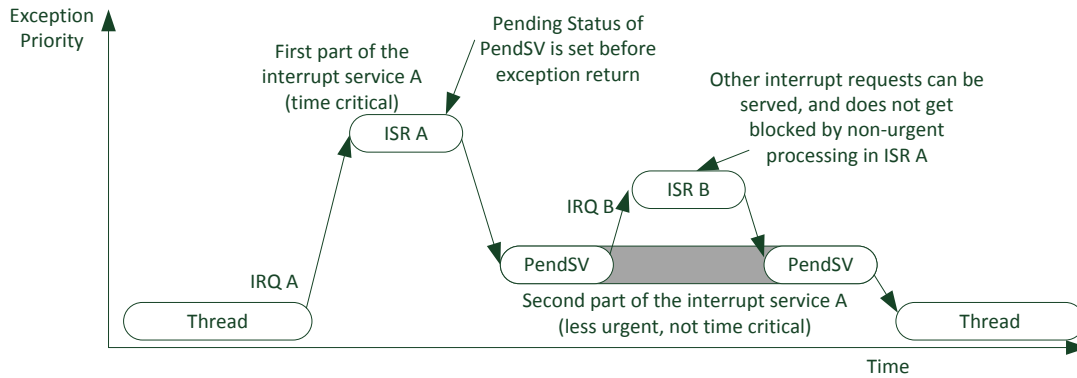 Exception
Priority
First part of the
interrupt service A
(time critical)
Pending Status of
PendSV is set before
exception return
Other interrupt requests can be
served, and does not get
blocked by non-urgent
processing in ISR A
ISR A
ISR B
IRQ B
PendSV
PendSV
IRQ A
Second part of the interrupt service A
(less urgent, not time critical)
Thread
Thread
Time